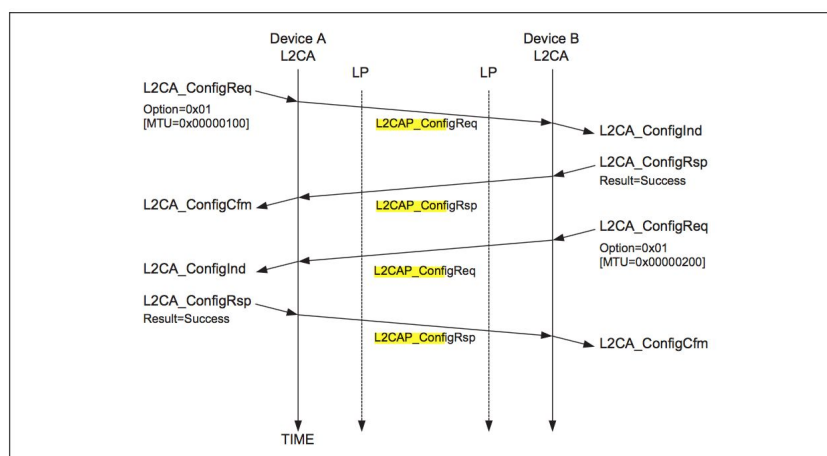 Device A
L2CA
Device B
L2CA
LP
LP
L2CA_ConfigReq
Option=0x01
[MTU=0x00000100]
L2CAP_ConfigReq
L2CA_ConfigInd
L2CA_ConfigRsp
Result=Success
L2CA_ConfigCfm
L2CAP_ConfigRsp
L2CA_ConfigReq
Option=0x01
[MTU=0x00000200]
L2CA_ConfigInd
L2CAP_ConfigReq
L2CA_ConfigRsp
Result=Success
L2CAP_ConfigRsp
L2CA_ConfigCfm
TIME